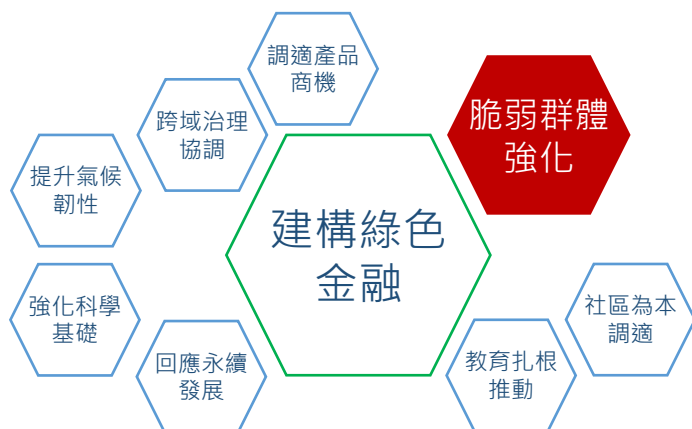 調適產品
商機
跨域治理
協調
脆弱群體
強化
提升氣候
韌性
建構綠色
金融
強化科學
基礎
回應永續
發展
教育扎根
推動
社區為本
調適